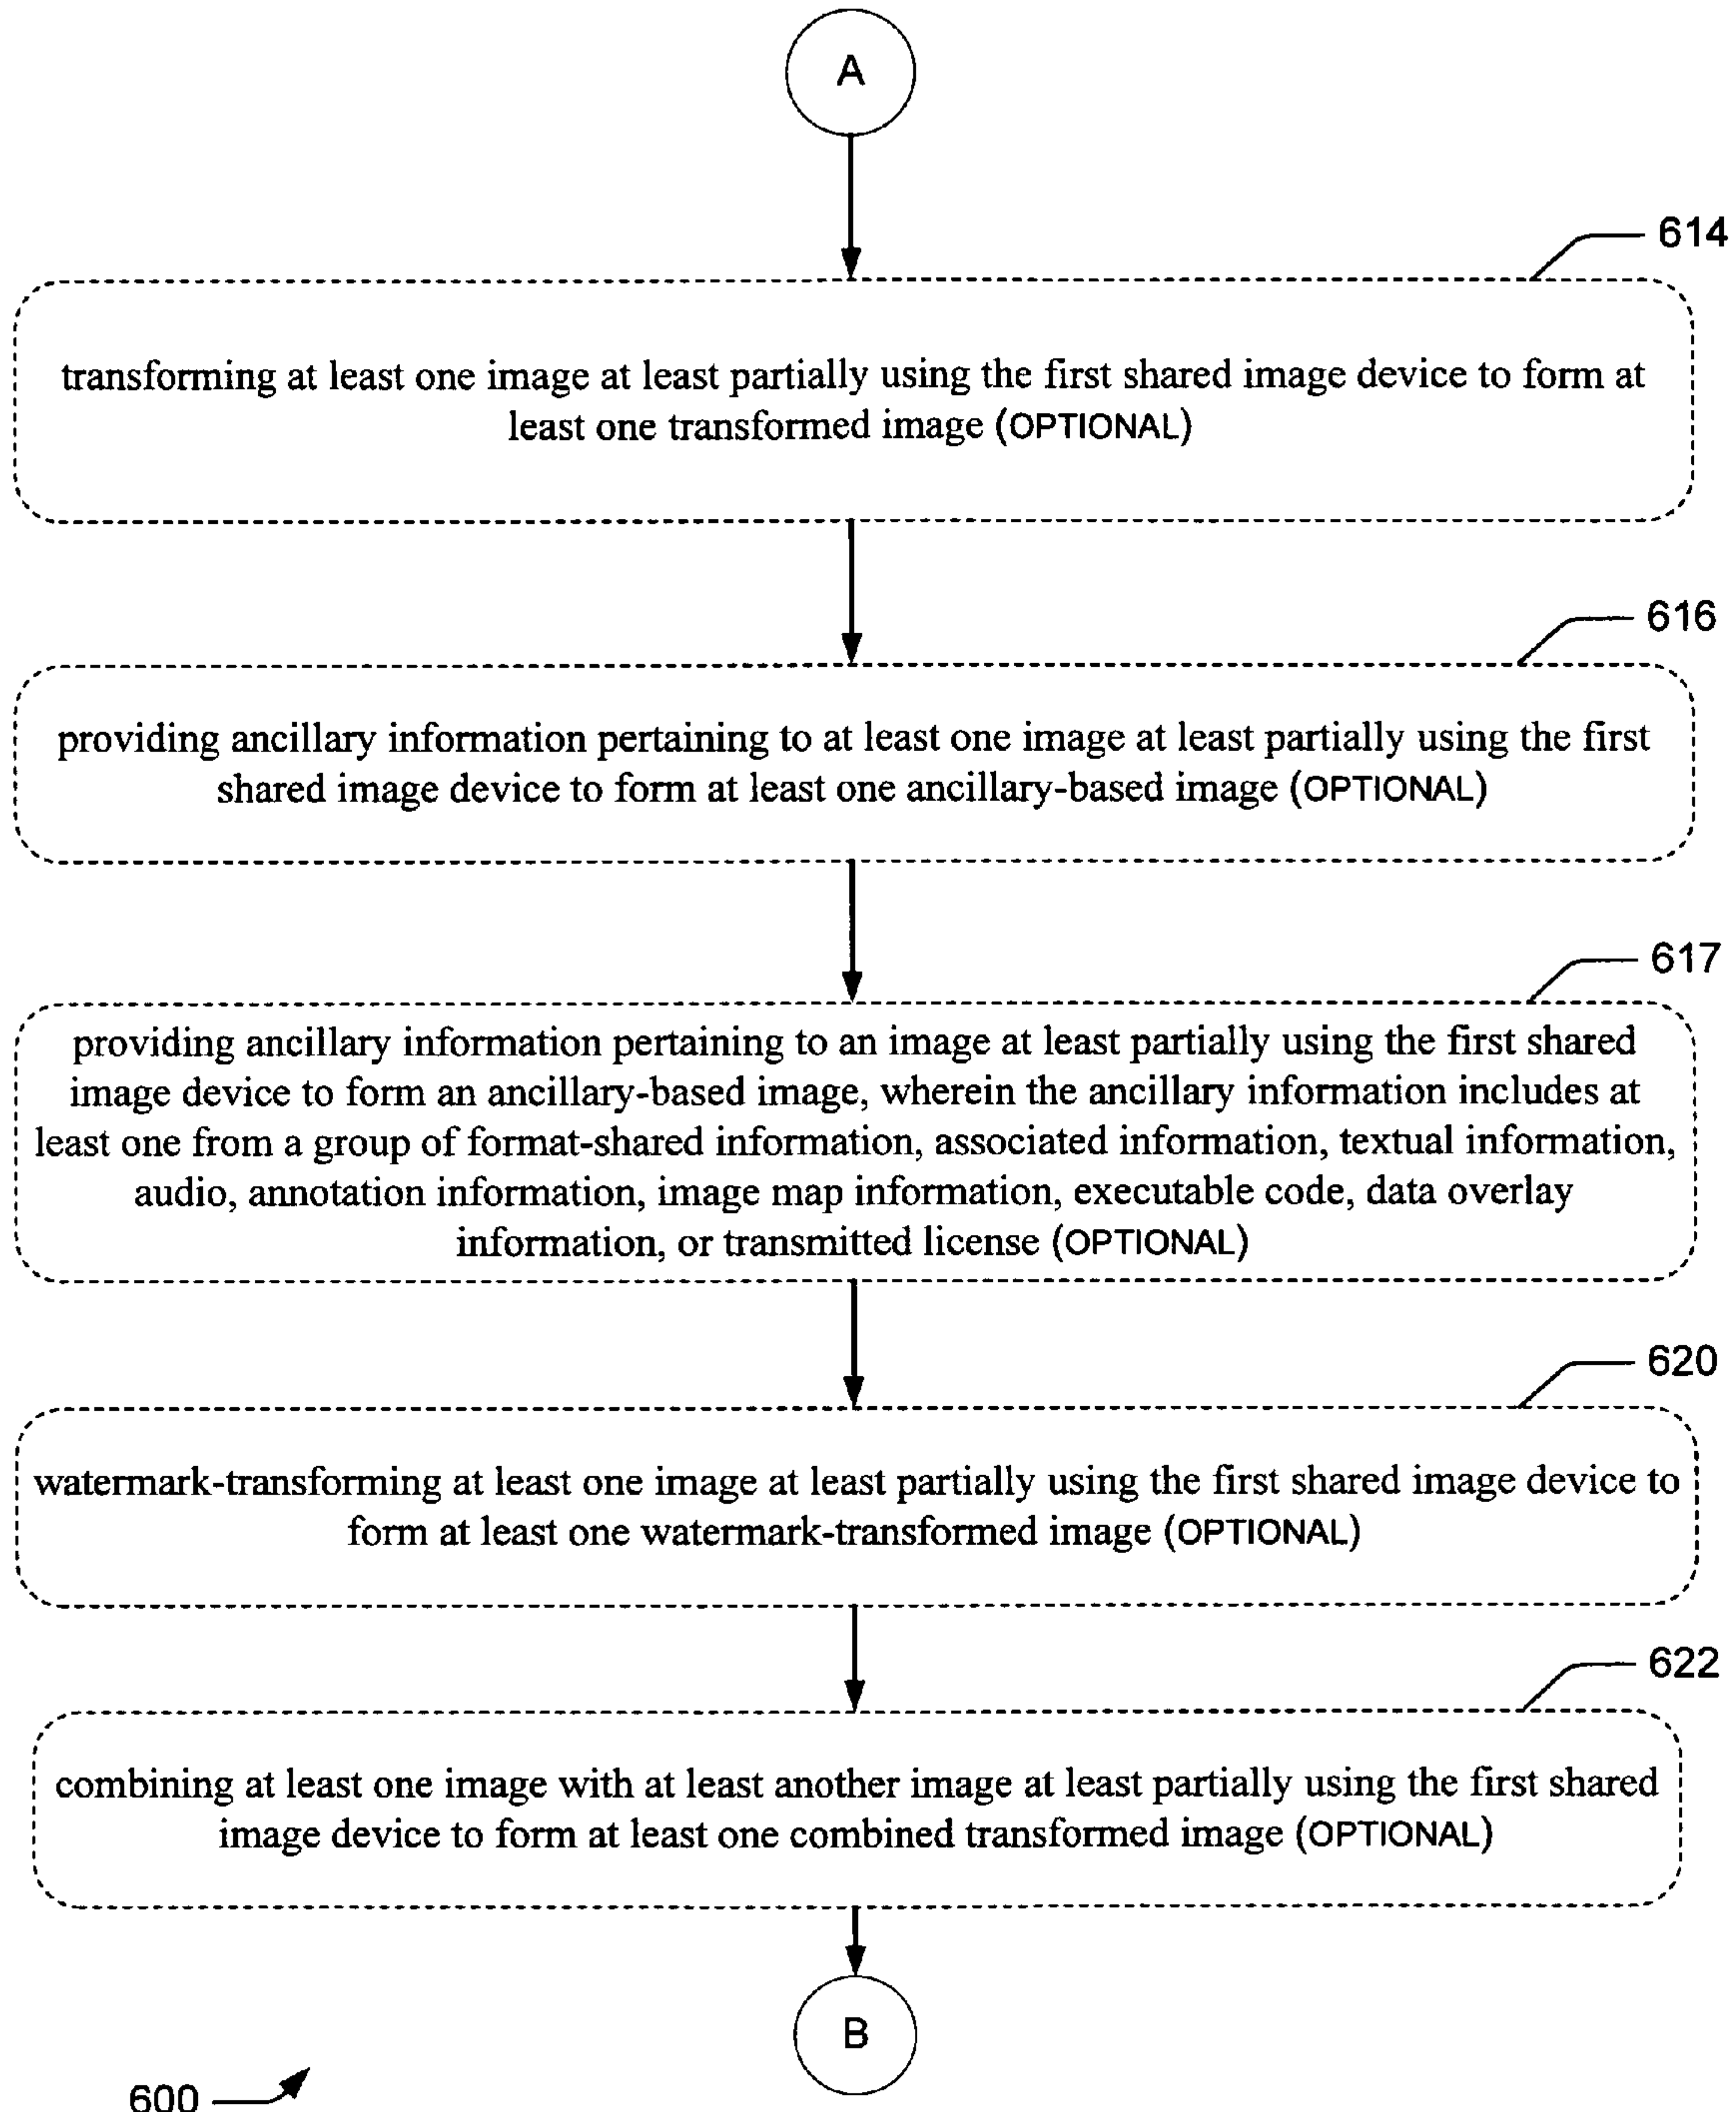 A
614
transforming at least one image at least partially using the first shared image device to form at
least one transformed image (OPTIONAL)
616
providing ancillary information pertaining to at least one image at least partially using the first
shared image device to form at least one ancillary-based image (OPTIONAL)
617
providing ancillary information pertaining to an image at least partially using the first shared
image device to form an ancillary-based image, wherein the ancillary information includes at
least one from a group of format-shared information, associated information, textual information,
audio, annotation information, image map information, executable code, data overlay
information, or transmitted license (OPTIONAL)
620
watermark-transforming at least one image at least partially using the first shared image device to
form at least one watermark-transformed image (OPTIONAL)
622
combining at least one image with at least another image at least partially using the first shared
image device to form at least one combined transformed image (OPTIONAL)
B
600